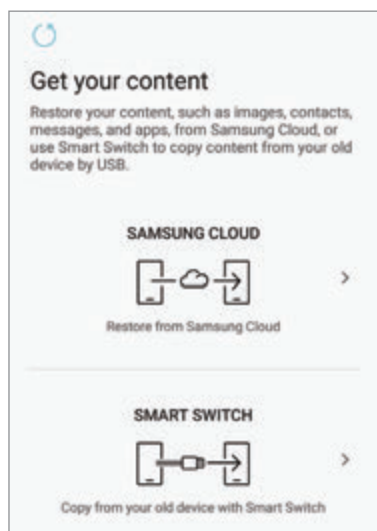 Get your content
Restore your content, such as images, contacts,
messages, and apps, from Samsung Cloud, or
use Smart Switch to copy content from your old
device by USB.
SAMSUNG CLOUD
Restore from Samsung Cloud
SMART SWITCH
Copy from your old device with Smart Switch